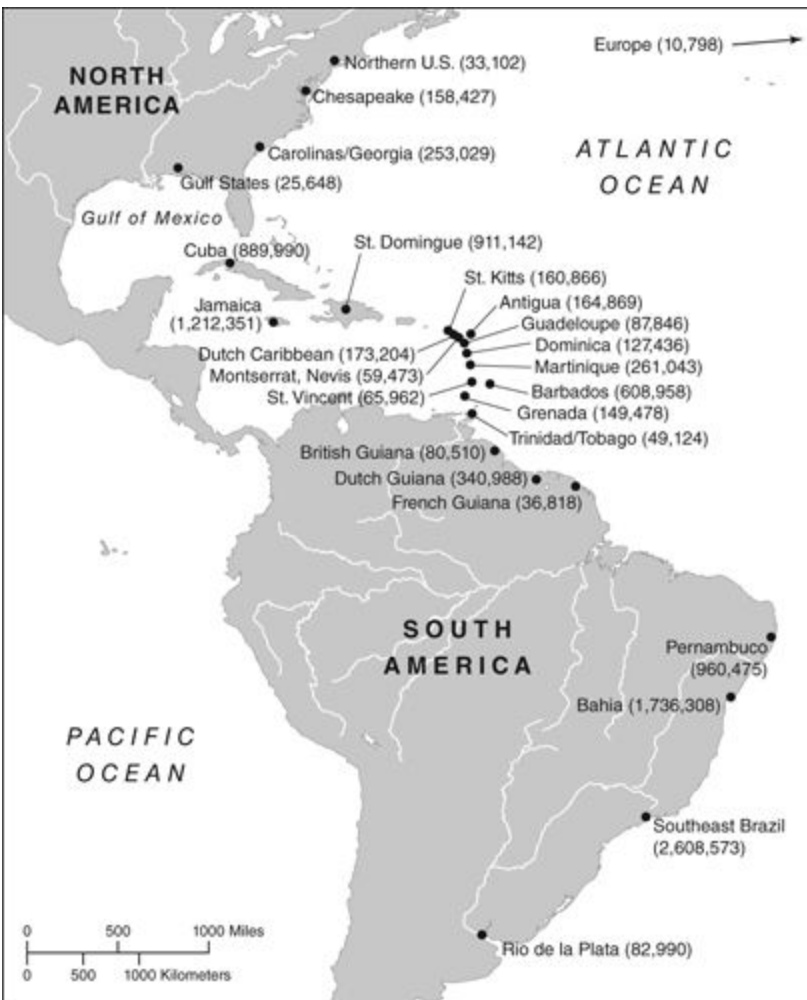 Europe (10,798)
Northern U.S. (33,102)
NORTH
AMERICA
Chesapeake (158,427)
ATLANTIC
OCEAN
Carolinas/Georgia (253,029)
Gulf States (25,648)
Gulf of Mexico
Cuba (889,990)
St. Domingue (911,142)
St. Kitts (160,866)
Jamaica
(1,212,351)
Antigua (164,869)
Guadeloupe (87,846)
Dominica (127,436)
Dutch Caribbean (173,204)
Martinique (261,043)
Montserrat, Nevis (59,473)
Barbados (608,958)
St. Vincent (65,962)
Grenada (149,478)
Trinidad/Tobago (49,124)
British Guiana (80,510)
Dutch Guiana (340,988)
French Guiana (36,818)
SOUTH
AMERICA
Pernambuco
(960,475)
Bahia (1,736,308)
PACIFIC
OCEAN
Southeast Brazil
(2,608,573)
0 500 1000 Miles
0 500 1000 Kilometers
Rio de la Plata (82,990)